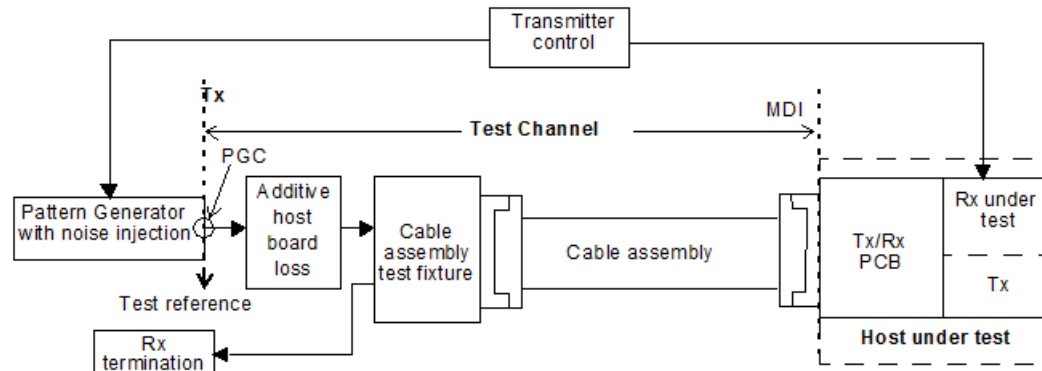 Transmitter
control
Tx
MDI
Test Channel
PGC
Pattern Generator
with noise injection
Additive
host
board
loss
Cable
assembly
test fixture
Cable assembly
Tx/Rx
PCB
Rx under
test
Tx
Test reference
Rx
termination
Host under test